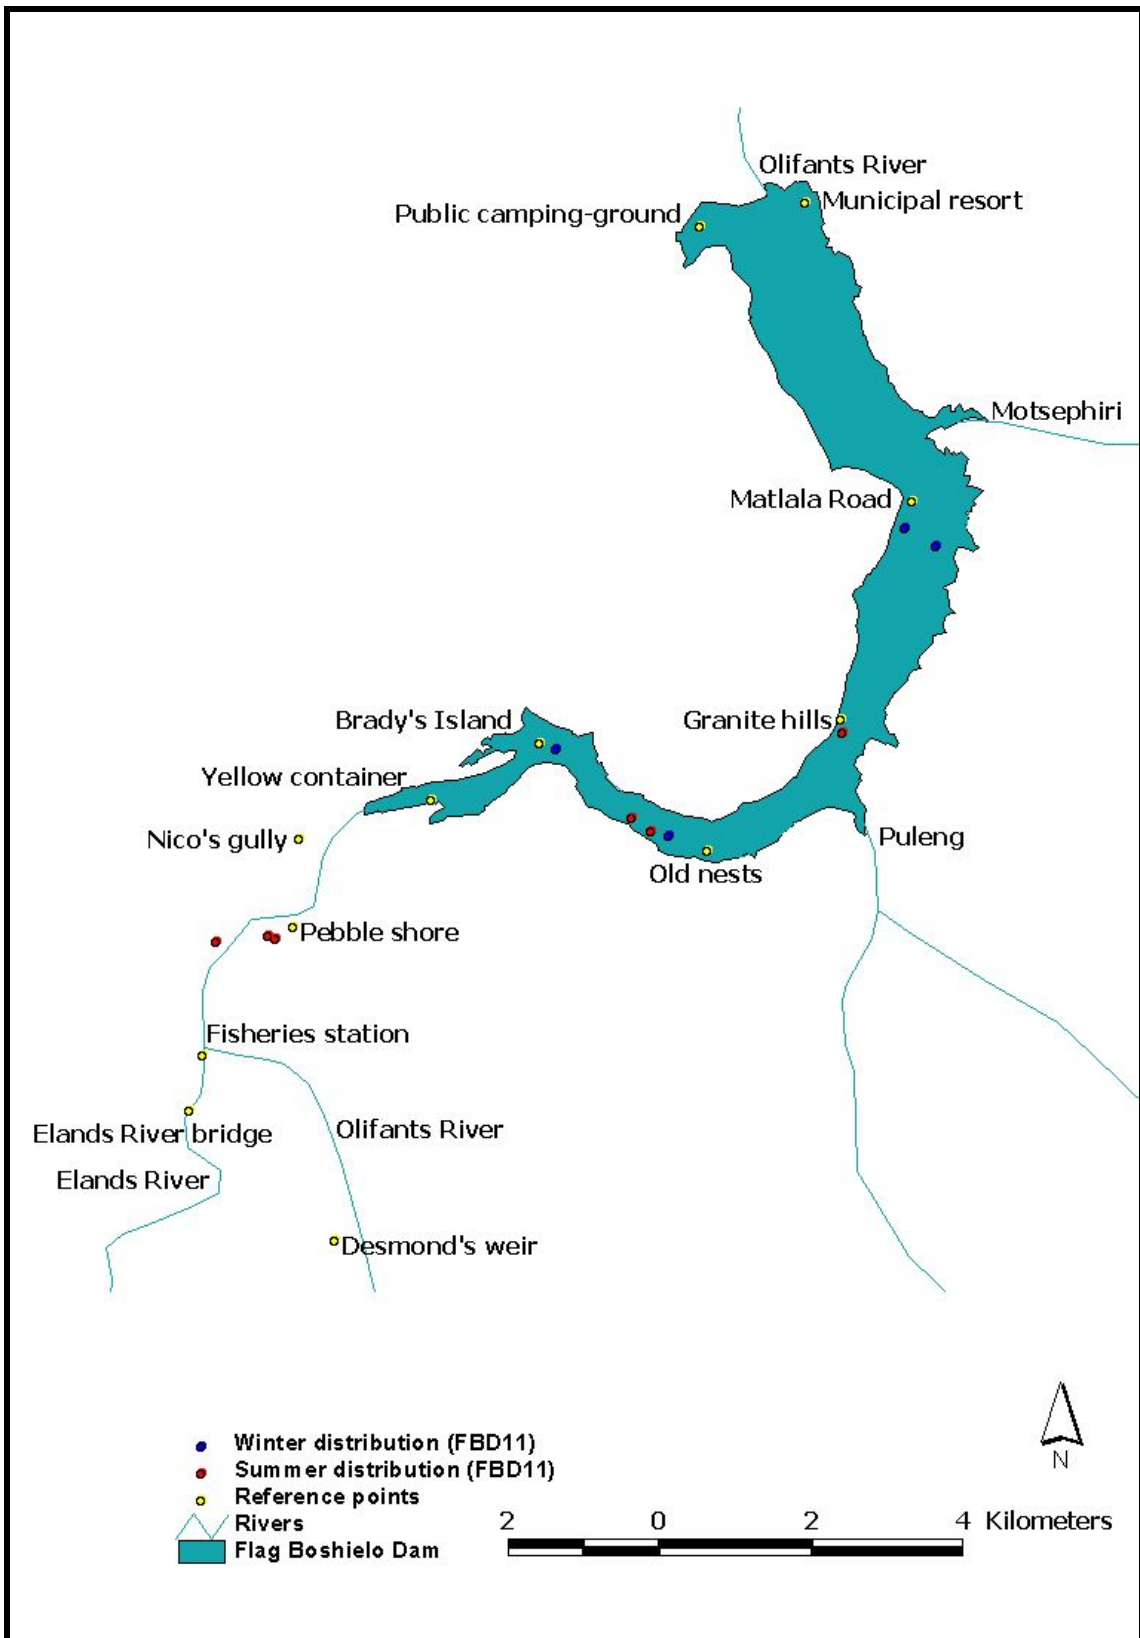 Olifants River
Municipal resort
Public camping-ground
Motsephiri
Matlala Road
Brady's Island
Granite hills
Yellow container
Nico's gully
Puleng
Old nests
Pebble shore
Fisheries station
Elands River bridge
Olifants River
Elands River
Desmond's weir
N
Winter distribution (FBD11)
Summer distribution (FBD11)
Reference points
Rivers
Flag Boshielo Dam
2 0 2 4 Kilometers